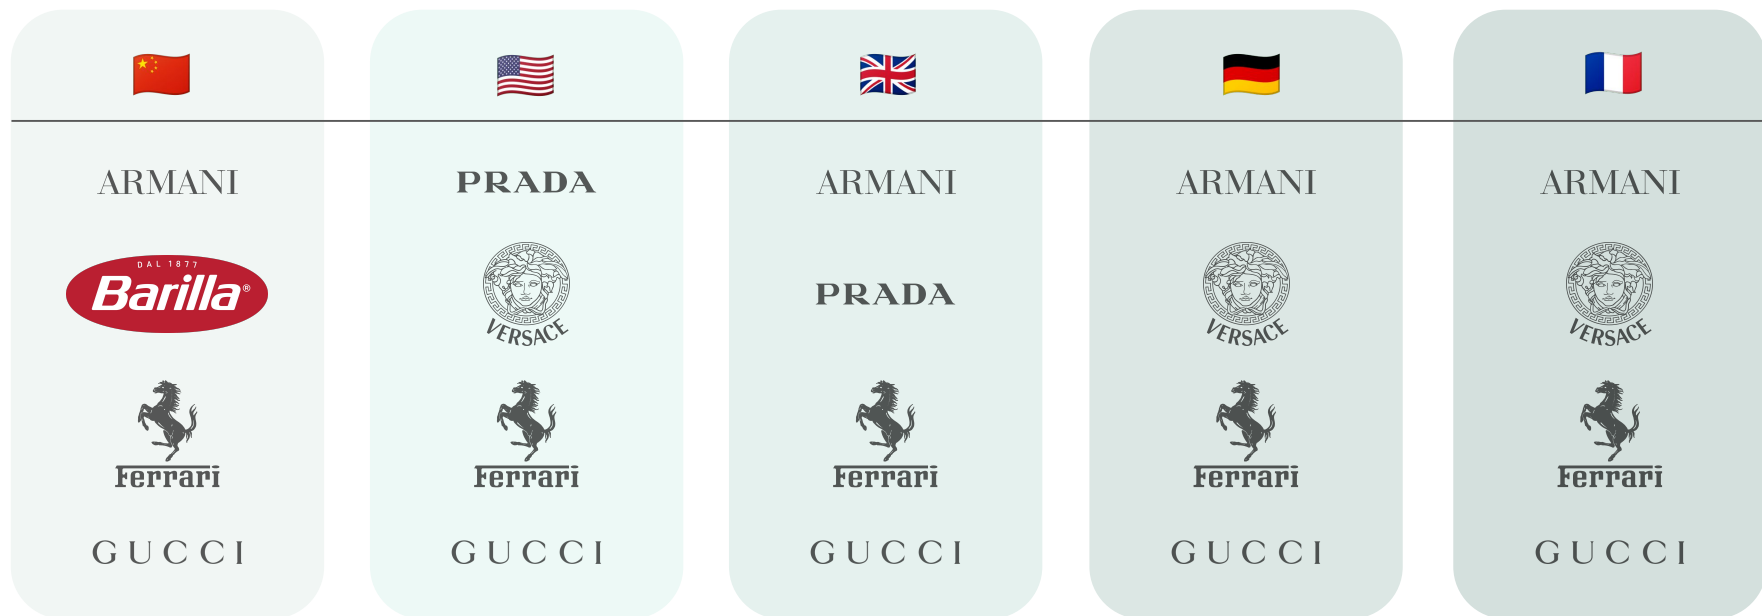 ARMANI
DAL 1877
Barilla®
Ferrari
GUCCI
PRADA
VERSACE
Ferrari
GUCCI
ARMANI
PRADA
Ferrari
GUCCI
ARMANI
VERSACE
Ferrari
GUCCI
ARMANI
VERSACE
Ferrari
GUCCI